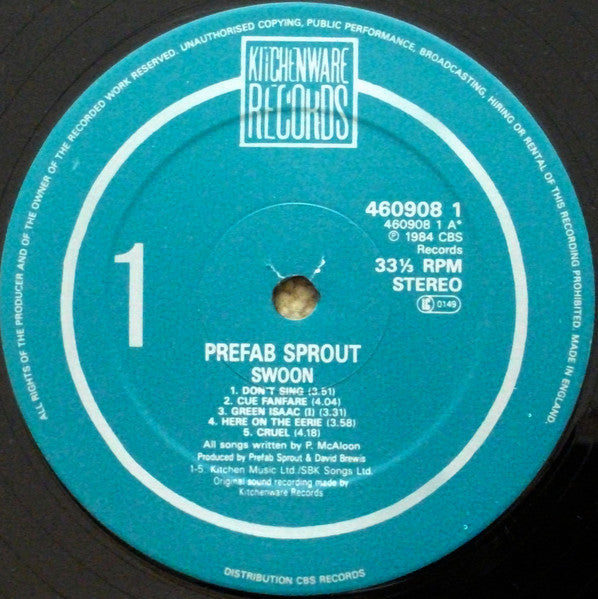 ALL RIGHTS OF THE PRODUCER AND OF THE OWNER OF THE RECORDED WORK RESERVED. UNAUTHORISED COPYING, PUBLIC PERFORMANCE, BROADCASTING, HIRING OR RENTAL OF THIS RECORDING PROHIBITED. MADE IN ENGLAND.
KITCHENWARE
RECORDS
460908 1
460908 1 A*
℗ 1984 CBS
Records
33⅓ RPM
STEREO
LC 0149
1
PREFAB SPROUT
SWOON
1. DON'T SING (3.51)
2. CUE FANFARE (4.04)
3. GREEN ISAAC (I) (3.31)
4. HERE ON THE EERIE (3.58)
5. CRUEL (4.18)
All songs written by P. McAloon
Produced by Prefab Sprout & David Brewis
1-5. Kitchen Music Ltd./SBK Songs Ltd.
Original sound recording made by
Kitchenware Records
DISTRIBUTION CBS RECORDS